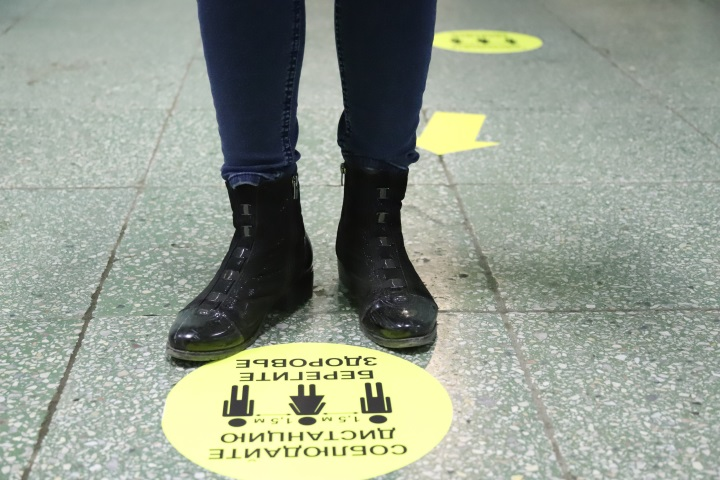 СОБЛЮДАЙТЕ
ДИСТАНЦИЮ
1,5 м 1,5 м
БЕРЕГИТЕ
ЗДОРОВЬЕ